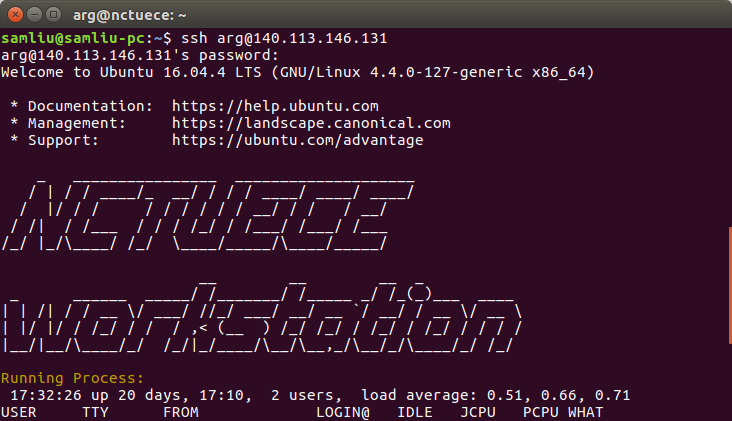 arg@nctuece: ~
samliu@samliu-pc:~$ ssh arg@140.113.146.131
arg@140.113.146.131's password:
Welcome to Ubuntu 16.04.4 LTS (GNU/Linux 4.4.0-127-generic x86_64)
* Documentation:  https://help.ubuntu.com
* Management:     https://landscape.canonical.com
* Support:        https://ubuntu.com/advantage
NCTUECE
workstation
Running Process:
17:32:26 up 20 days, 17:10,  2 users,  load average: 0.51, 0.66, 0.71
USER     TTY      FROM             LOGIN@   IDLE   JCPU   PCPU WHAT